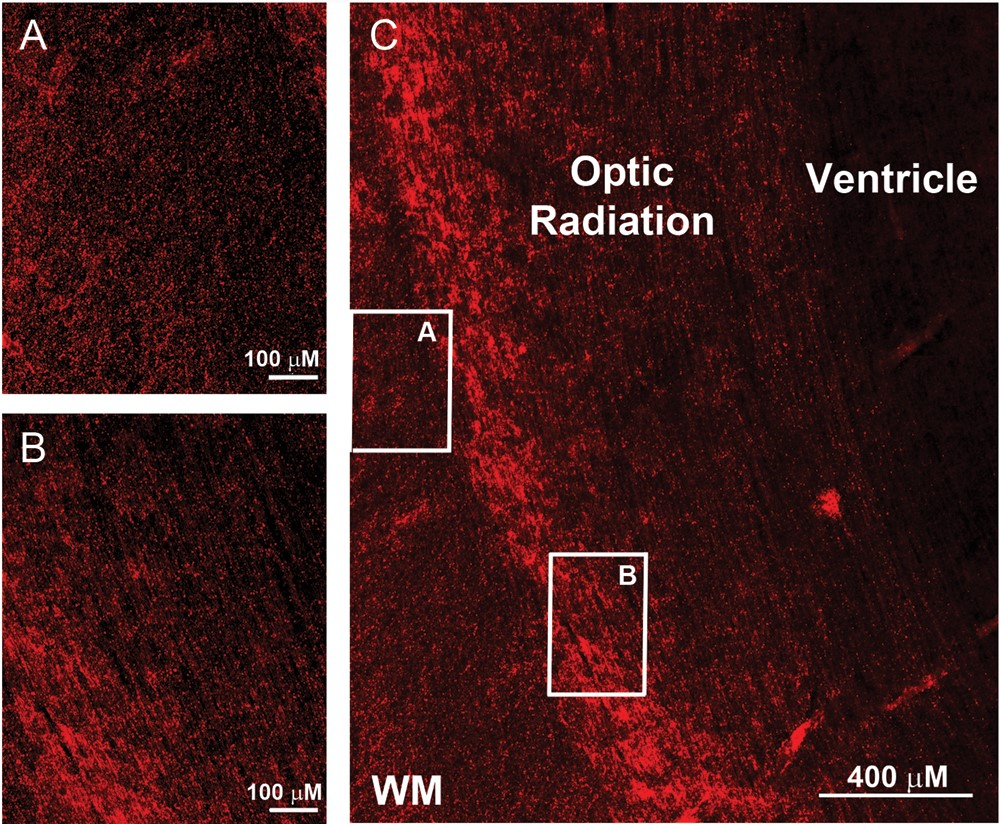 A
100 μM
B
100 μM
C
Optic
Radiation
Ventricle
A
B
WM
400 μM